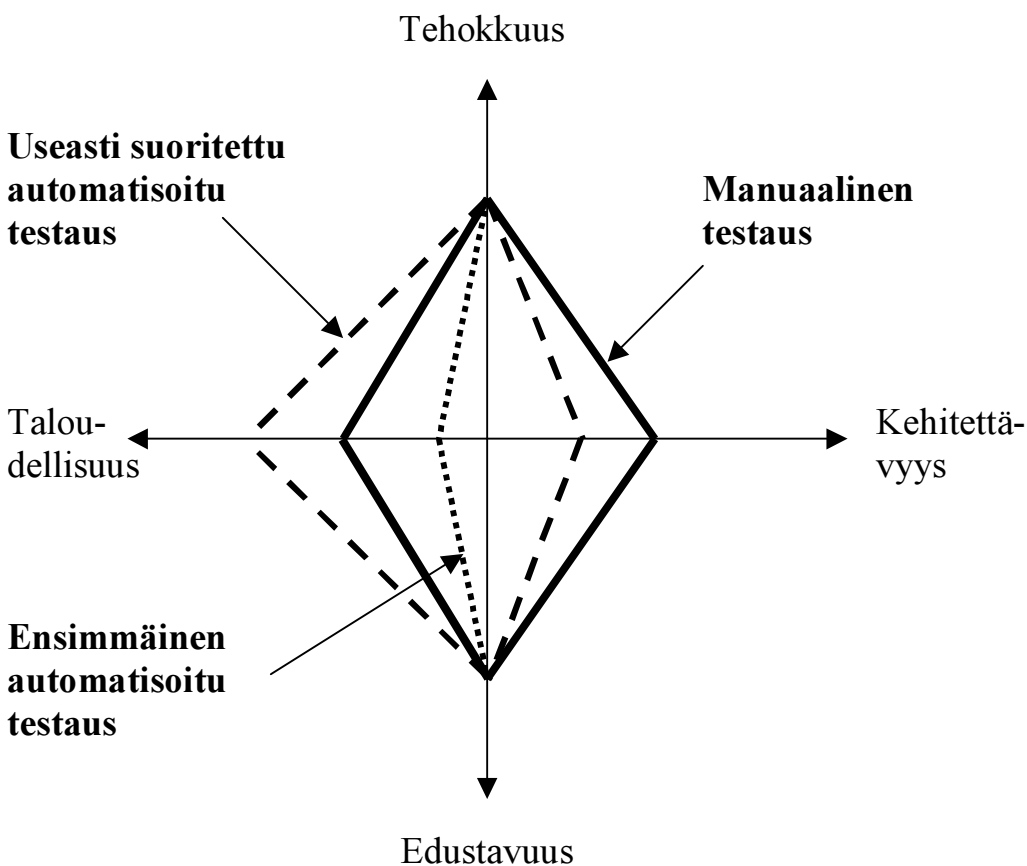 Tehokkuus
Useasti suoritettu
automatisoitu
testaus
Manuaalinen
testaus
Talou-
dellisuus
Kehitettä-
vyys
Ensimmäinen
automatisoitu
testaus
Edustavuus